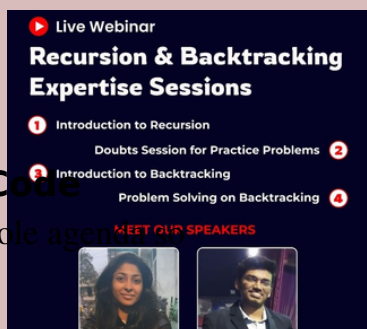 Live Webinar
Recursion & Backtracking
Expertise Sessions
1 Introduction to Recursion
Doubts Session for Practice Problems 2
3 Introduction to Backtracking
Code
Problem Solving on Backtracking 4
MEET OUR SPEAKERS